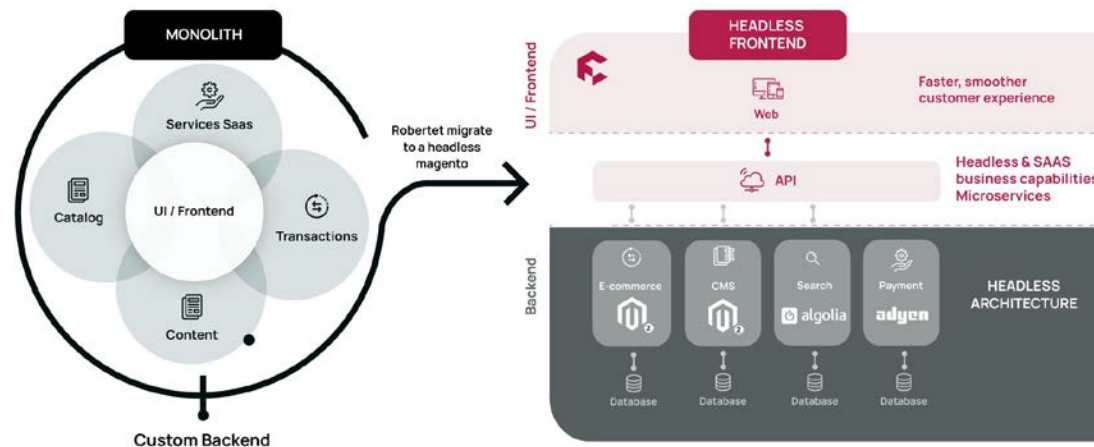 MONOLITH
Services Saas
Catalog
UI / Frontend
Transactions
Content
Custom Backend
Robertet migrate
to a headless
magento
HEADLESS
FRONTEND
UI / Frontend
Web
Faster, smoother
customer experience
API
Headless & SAAS
business capabilities
Microservices
Backend
E-commerce
2
CMS
2
Search
algolia
Payment
adyen
HEADLESS
ARCHITECTURE
Database
Database
Database
Database